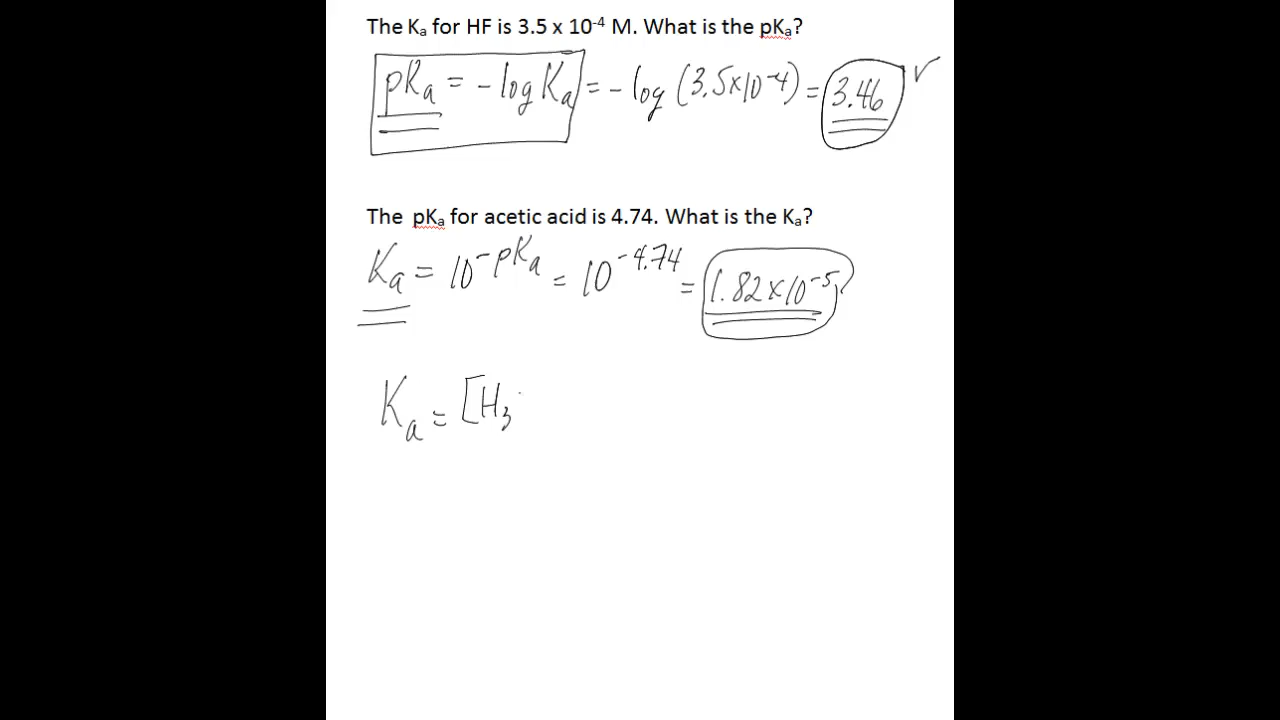 The Kₐ for HF is 3.5 x 10⁻⁴ M. What is the pKₐ?
pKₐ = -log Kₐ = -log (3.5x10⁻⁴) = 3.46 ✓
The pKₐ for acetic acid is 4.74. What is the Kₐ?
Kₐ = 10^-pKₐ = 10^-4.74 = 1.82x10⁻⁵
Kₐ = [H₃